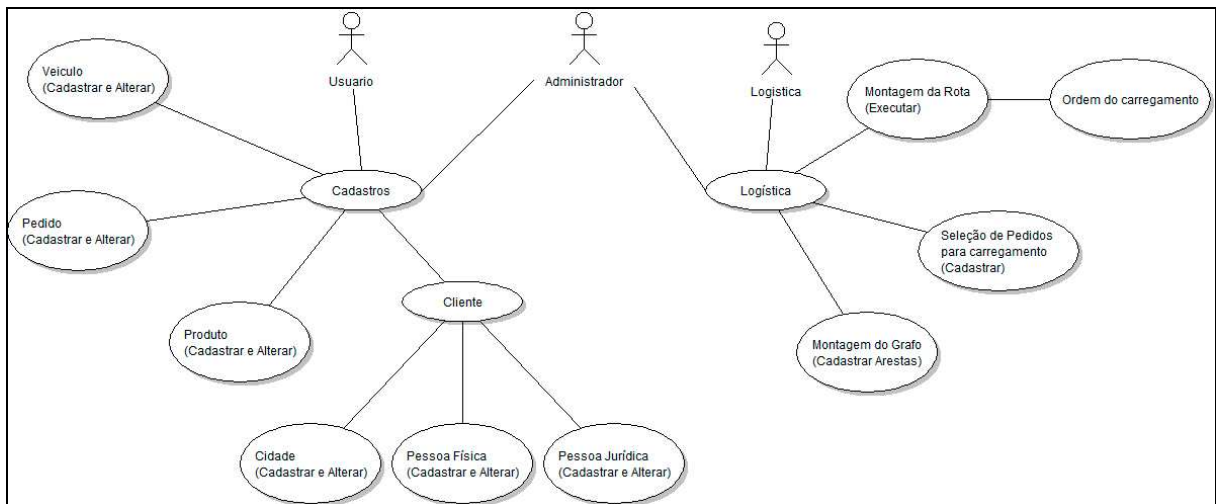 Usuario
Administrador
Logistica
Veiculo
(Cadastrar e Alterar)
Montagem da Rota
(Executar)
Ordem do carregamento
Cadastros
Logística
Pedido
(Cadastrar e Alterar)
Seleção de Pedidos
para carregamento
(Cadastrar)
Cliente
Produto
(Cadastrar e Alterar)
Montagem do Grafo
(Cadastrar Arestas)
Cidade
(Cadastrar e Alterar)
Pessoa Física
(Cadastrar e Alterar)
Pessoa Jurídica
(Cadastrar e Alterar)